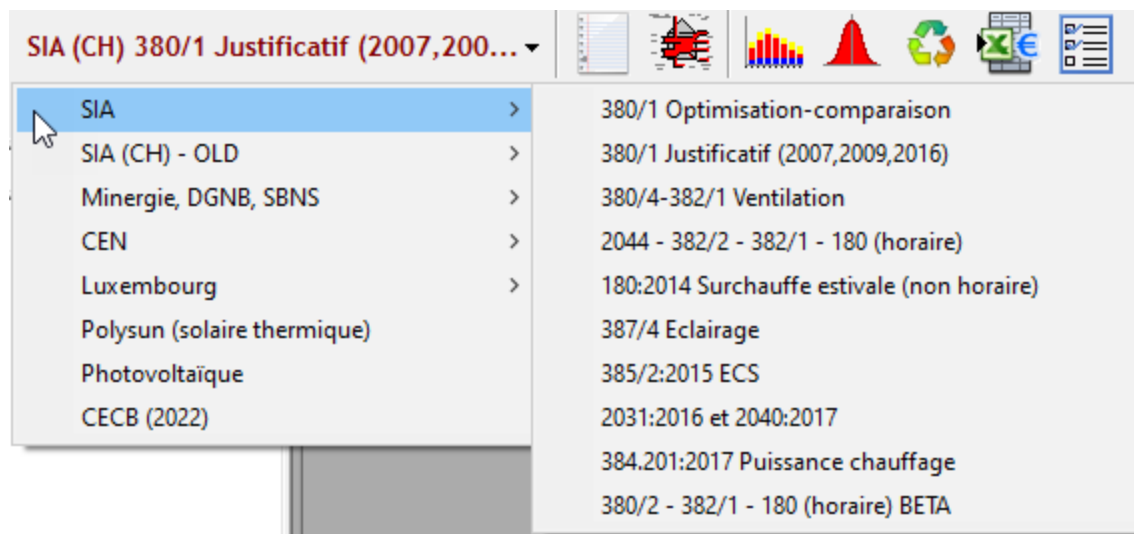 SIA (CH) 380/1 Justificatif (2007,200...
SIA
SIA (CH) - OLD
Minergie, DGNB, SBNS
CEN
Luxembourg
Polysun (solaire thermique)
Photovoltaïque
CECB (2022)
380/1 Optimisation-comparaison
380/1 Justificatif (2007,2009,2016)
380/4-382/1 Ventilation
2044 - 382/2 - 382/1 - 180 (horaire)
180:2014 Surchauffe estivale (non horaire)
387/4 Eclairage
385/2:2015 ECS
2031:2016 et 2040:2017
384.201:2017 Puissance chauffage
380/2 - 382/1 - 180 (horaire) BETA